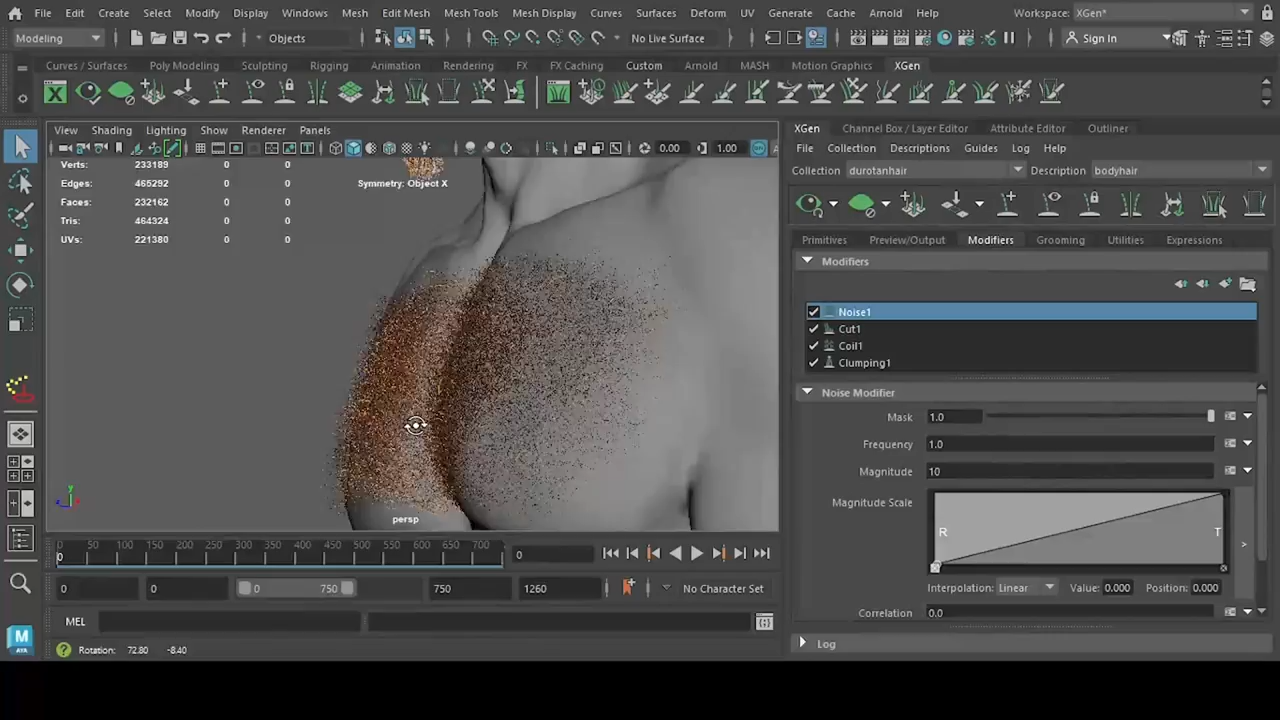 File Edit Create Select Modify Display Windows Mesh Edit Mesh Mesh Tools Mesh Display Curves Surfaces Deform UV Generate Cache Arnold Help Workspace: XGen*
Modeling Objects No Live Surface Sign In
Curves / Surfaces Poly Modeling Sculpting Rigging Animation Rendering FX FX Caching Custom Arnold MASH Motion Graphics XGen
View Shading Lighting Show Renderer Panels
0.00 1.00
Verts: 233189 0 0
Edges: 465292 0 0
Faces: 232162 0 0
Tris: 464324 0 0
UVs: 221380 0 0
Symmetry: Object X
persp
XGen Channel Box / Layer Editor Attribute Editor Outliner
File Collection Descriptions Guides Log Help
Collection durotanhair Description bodyhair
Primitives Preview/Output Modifiers Grooming Utilities Expressions
Modifiers
Noise1
Cut1
Coil1
Clumping1
Noise Modifier
Mask 1.0
Frequency 1.0
Magnitude 10
Magnitude Scale
R T
Interpolation: Linear Value: 0.000 Position: 0.000
Correlation 0.0
Log
0 50 100 150 200 250 300 350 400 450 500 550 600 650 700
0 0
0 0 0 750 750 1260 No Character Set
MEL
M
AYA
Rotation: 72.80 -8.40